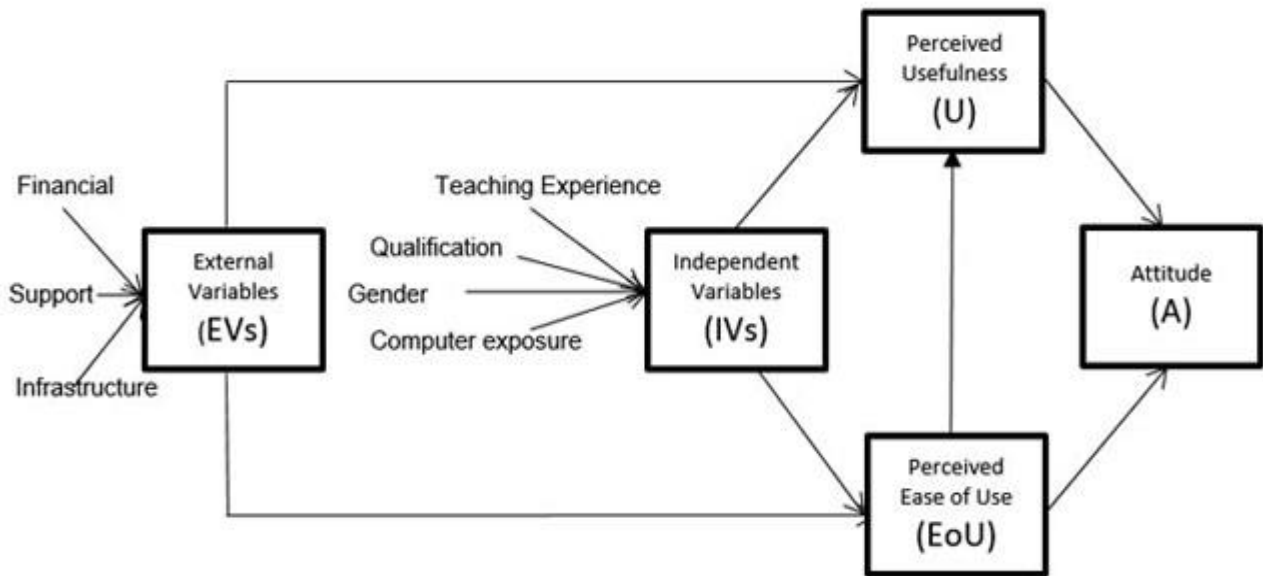 Perceived
Usefulness
(U)
Financial
Teaching Experience
Qualification
External
Variables
(EVs)
Support
Gender
Computer exposure
Independent
Variables
(IVs)
Attitude
(A)
Infrastructure
Perceived
Ease of Use
(EoU)